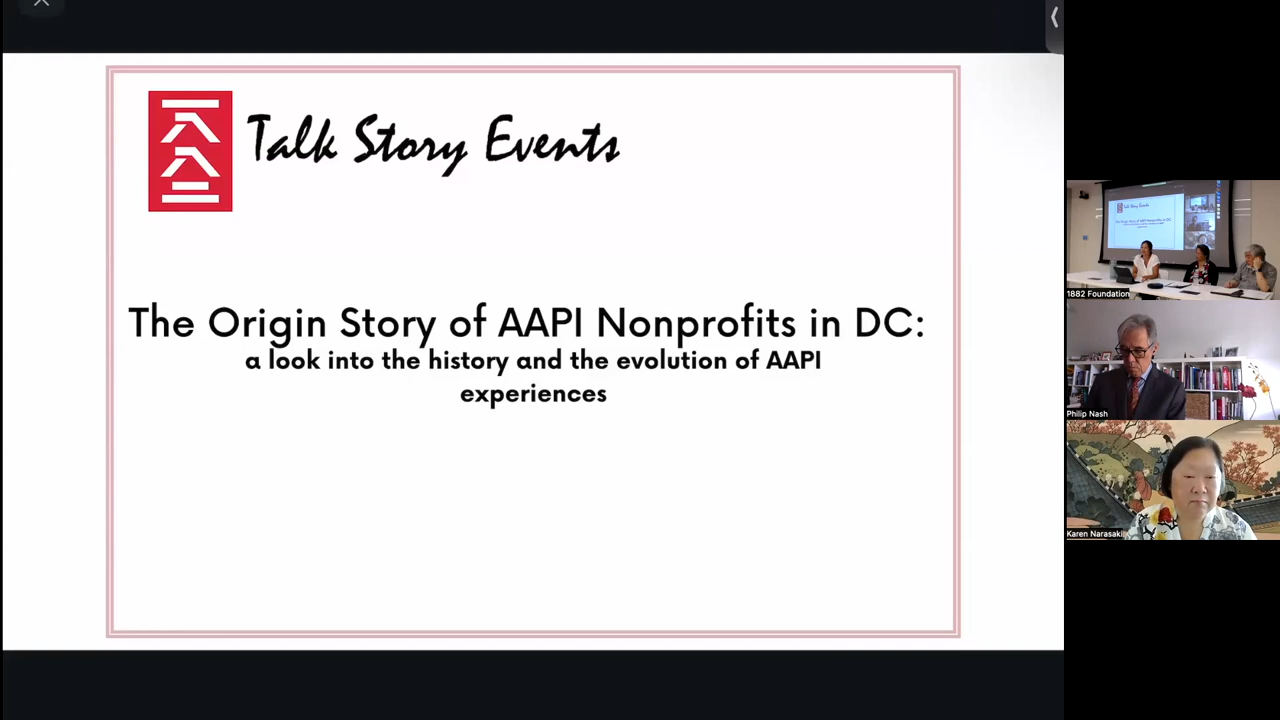 Talk Story Events
The Origin Story of AAPI Nonprofits in DC:
a look into the history and the evolution of AAPI
experiences
1882 Foundation
Philip Nash
Karen Narasaki